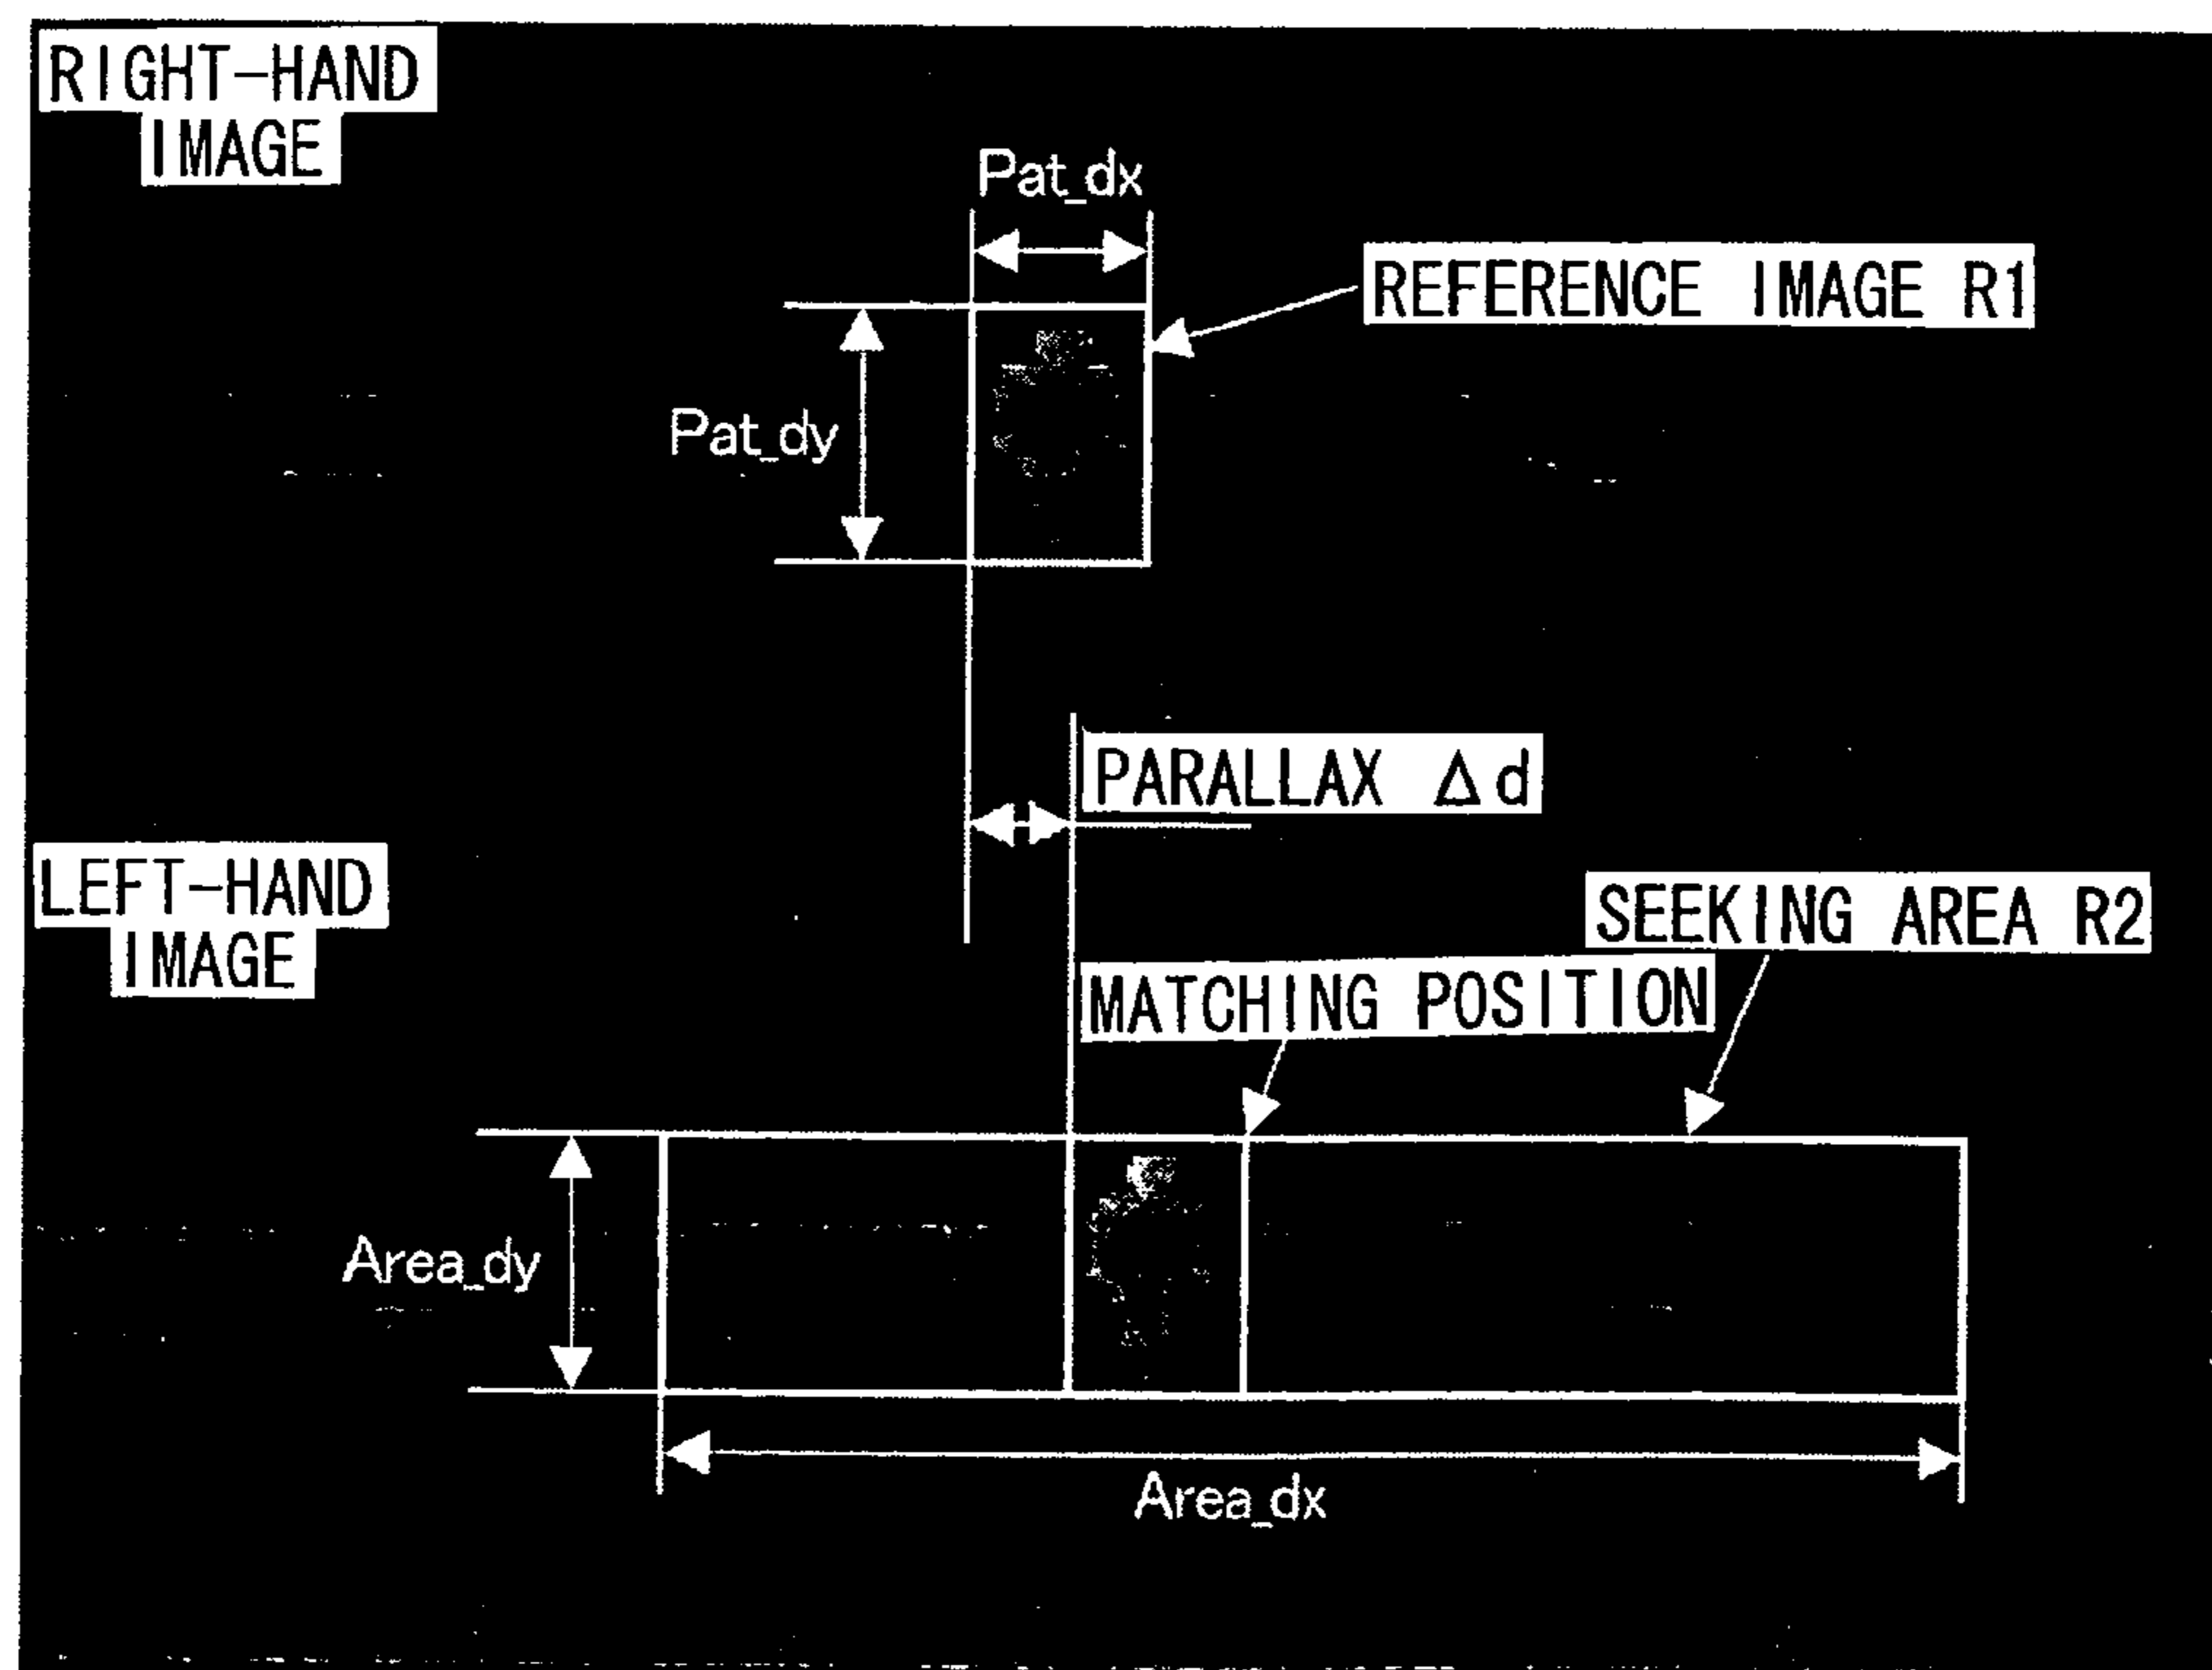 RIGHT-HAND
IMAGE
Pat_dx
REFERENCE IMAGE R1
Pat_dy
PARALLAX Δd
LEFT-HAND
IMAGE
SEEKING AREA R2
MATCHING POSITION
Area_dy
Area_dx